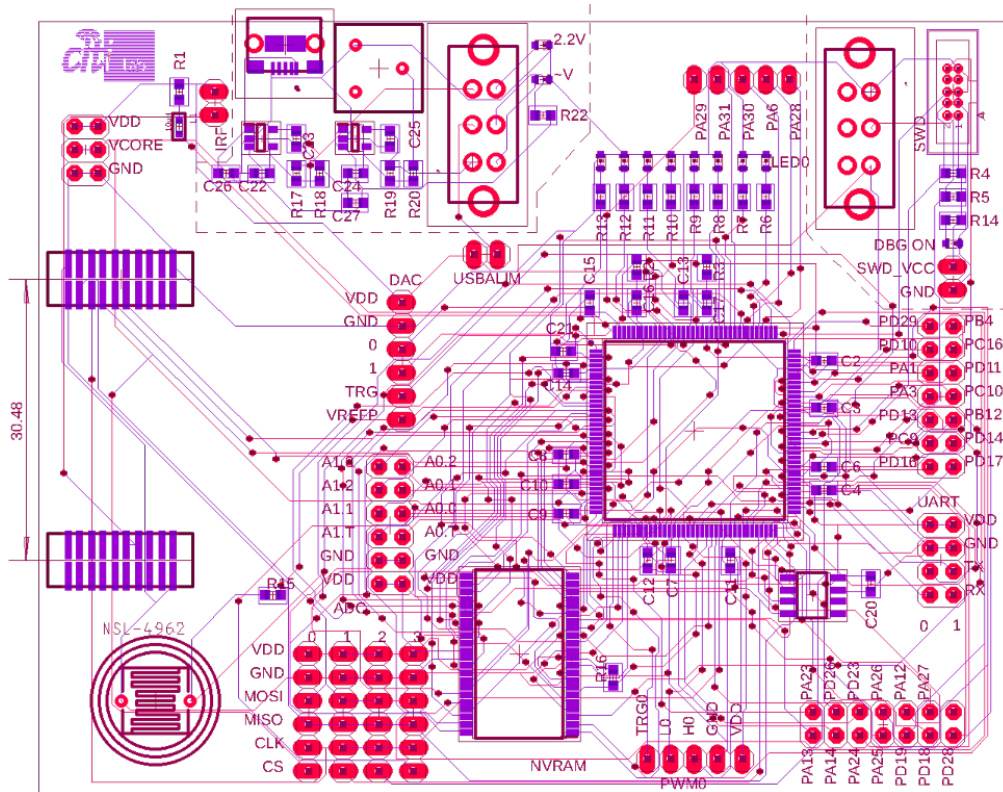 2.2V
~V
R1
IRF
R22
VDD
VCORE
GND
C23
C25
C26
C22
C24
C27
R17
R18
R19
R20
PA29
PA31
PA30
PA6
PA28
SWD
LED0
R13
R12
R11
R10
R9
R8
R7
R6
R4
R5
R14
DBG ON
SWD_VCC
GND
USBALIM
DAC
VDD
GND
0
1
TRG
VREFP
C15
C13
R3
C17
C21
C14
C2
C3
C6
C4
C8
C10
C9
C12
C7
C20
30.48
PD29 PB4
PD10 PC16
PA1 PD11
PA3 PC10
PD13 PB12
PC9 PD14
PD16 PD17
UART
VDD
GND
TX
RX
0 1
A0.2
A1.2 A0.1
A1.1 A0.0
A1.T A0.T
GND GND
VDD VDD
ADC
R15
NSL-4962
0 1 2 3
VDD
GND
MOSI
MISO
CLK
CS
NVRAM
R16
TRG0
L0
H0
GND
VDD
PWM0
PA23
PD26
PD23
PA26
PA12
PA27
PA13
PA14
PA24
PA25
PD19
PD18
PD28